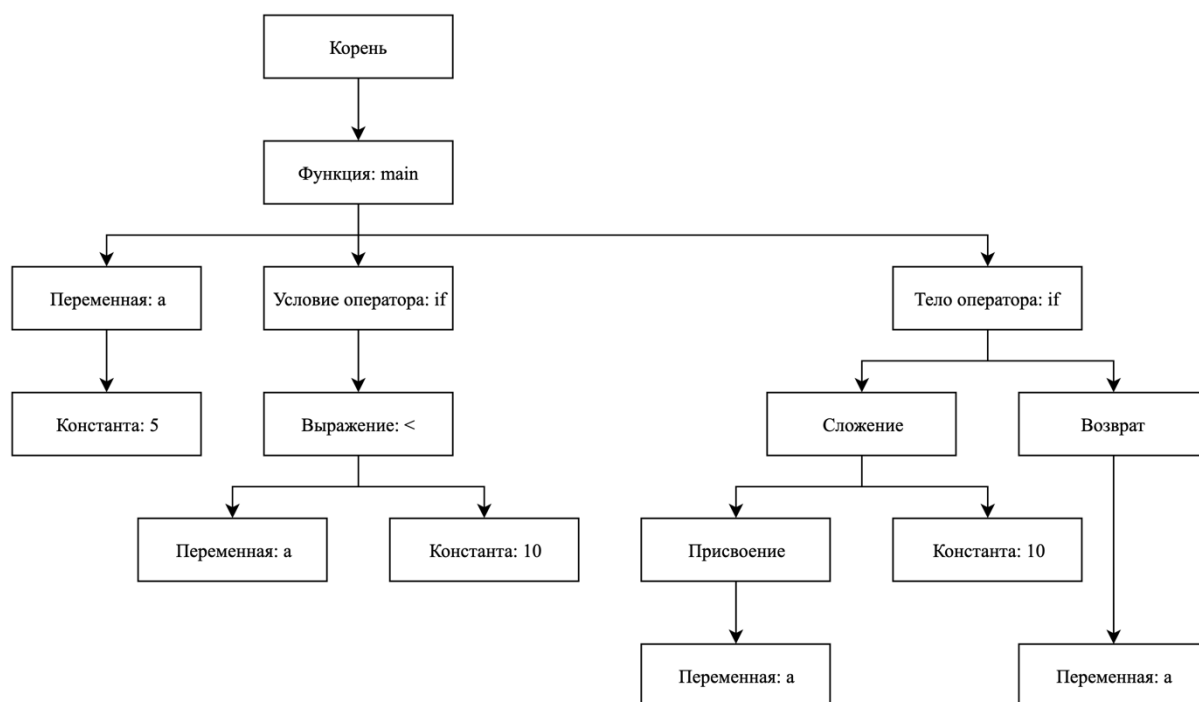 Корень
Функция: main
Переменная: a
Условие оператора: if
Тело оператора: if
Константа: 5
Выражение: <
Сложение
Возврат
Переменная: a
Константа: 10
Присвоение
Константа: 10
Переменная: a
Переменная: a